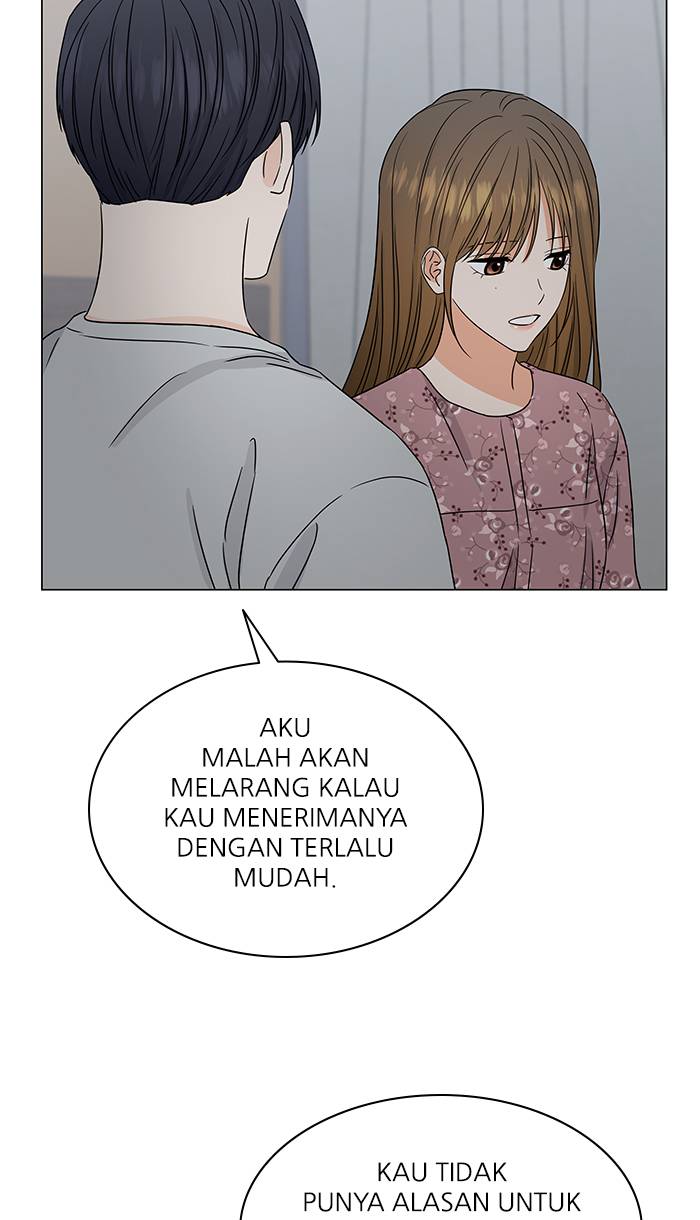 AKU
MALAH AKAN
MELARANG KALAU
KAU MENERIMANYA
DENGAN TERLALU
MUDAH.
KAU TIDAK
PUNYA ALASAN UNTUK